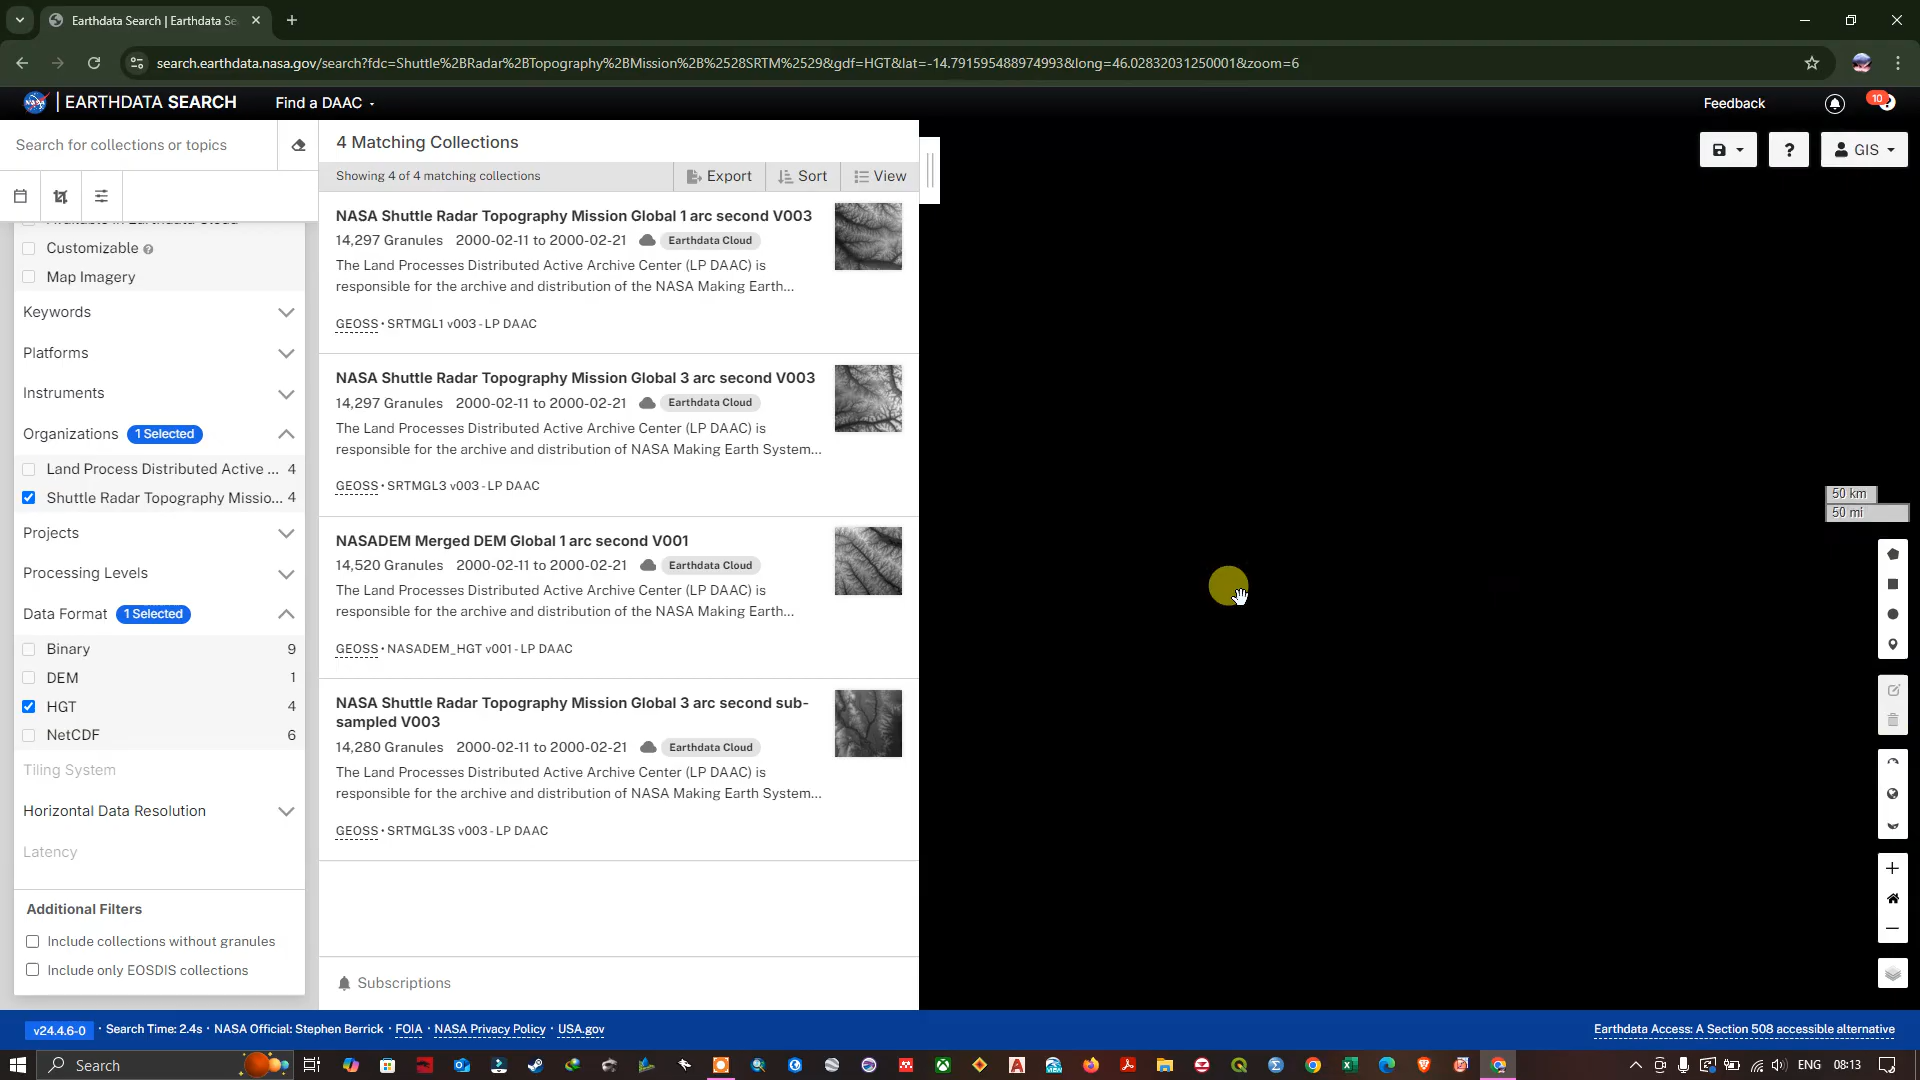 Earthdata Search | Earthdata Se
search.earthdata.nasa.gov/search?fdc=Shuttle%2BRadar%2BTopography%2BMission%2B%2528SRTM%2529&gdf=HGT&lat=-14.791595488974993&long=46.02832031250001&zoom=6
EARTHDATA SEARCH
Find a DAAC
Feedback
10
Search for collections or topics
4 Matching Collections
GIS
Showing 4 of 4 matching collections
Export
Sort
View
Available in Earthdata Cloud
Customizable
Map Imagery
Keywords
Platforms
Instruments
Organizations 1 Selected
Land Process Distributed Active ... 4
Shuttle Radar Topography Missio... 4
Projects
Processing Levels
Data Format 1 Selected
Binary 9
DEM 1
HGT 4
NetCDF 6
Tiling System
Horizontal Data Resolution
Latency
Additional Filters
Include collections without granules
Include only EOSDIS collections
NASA Shuttle Radar Topography Mission Global 1 arc second V003
14,297 Granules 2000-02-11 to 2000-02-21 Earthdata Cloud
The Land Processes Distributed Active Archive Center (LP DAAC) is
responsible for the archive and distribution of the NASA Making Earth...
GEOSS • SRTMGL1 v003 - LP DAAC
NASA Shuttle Radar Topography Mission Global 3 arc second V003
14,297 Granules 2000-02-11 to 2000-02-21 Earthdata Cloud
The Land Processes Distributed Active Archive Center (LP DAAC) is
responsible for the archive and distribution of NASA Making Earth System...
GEOSS • SRTMGL3 v003 - LP DAAC
NASADEM Merged DEM Global 1 arc second V001
14,520 Granules 2000-02-11 to 2000-02-21 Earthdata Cloud
The Land Processes Distributed Active Archive Center (LP DAAC) is
responsible for the archive and distribution of the NASA Making Earth...
GEOSS • NASADEM_HGT v001 - LP DAAC
NASA Shuttle Radar Topography Mission Global 3 arc second sub-
sampled V003
14,280 Granules 2000-02-11 to 2000-02-21 Earthdata Cloud
The Land Processes Distributed Active Archive Center (LP DAAC) is
responsible for the archive and distribution of NASA Making Earth System...
GEOSS • SRTMGL3S v003 - LP DAAC
Subscriptions
50 km
50 mi
v24.4.6-0 • Search Time: 2.4s • NASA Official: Stephen Berrick • FOIA • NASA Privacy Policy • USA.gov
Earthdata Access: A Section 508 accessible alternative
Search
ENG
08:13